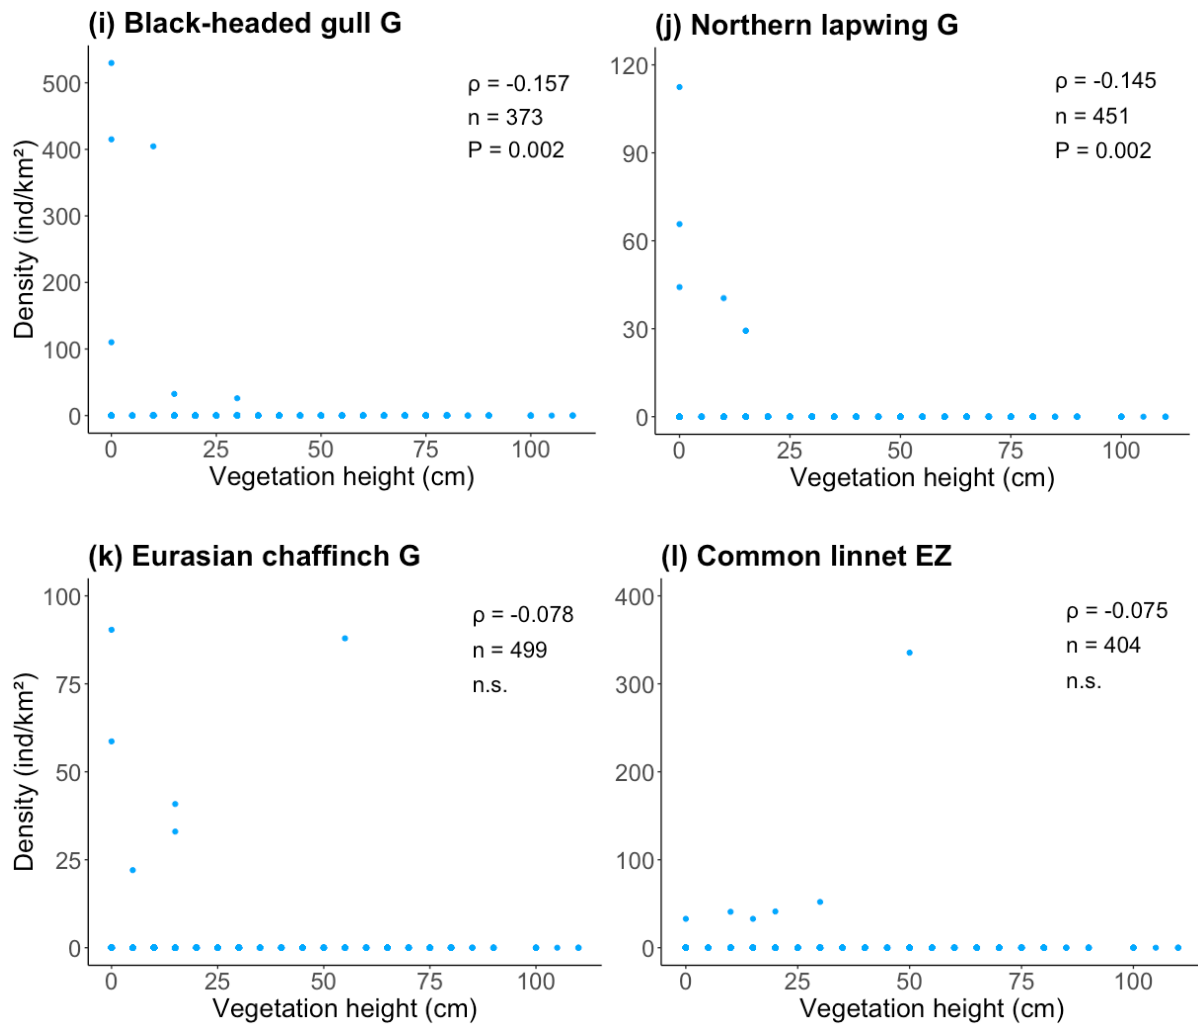 (i) Black-headed gull G
ρ = -0.157
n = 373
P = 0.002
Density (ind/km²)
500
400
300
200
100
0
0 25 50 75 100
Vegetation height (cm)
(j) Northern lapwing G
ρ = -0.145
n = 451
P = 0.002
120
90
60
30
0
0 25 50 75 100
Vegetation height (cm)
(k) Eurasian chaffinch G
ρ = -0.078
n = 499
n.s.
Density (ind/km²)
100
75
50
25
0
0 25 50 75 100
Vegetation height (cm)
(l) Common linnet EZ
ρ = -0.075
n = 404
n.s.
400
300
200
100
0
0 25 50 75 100
Vegetation height (cm)